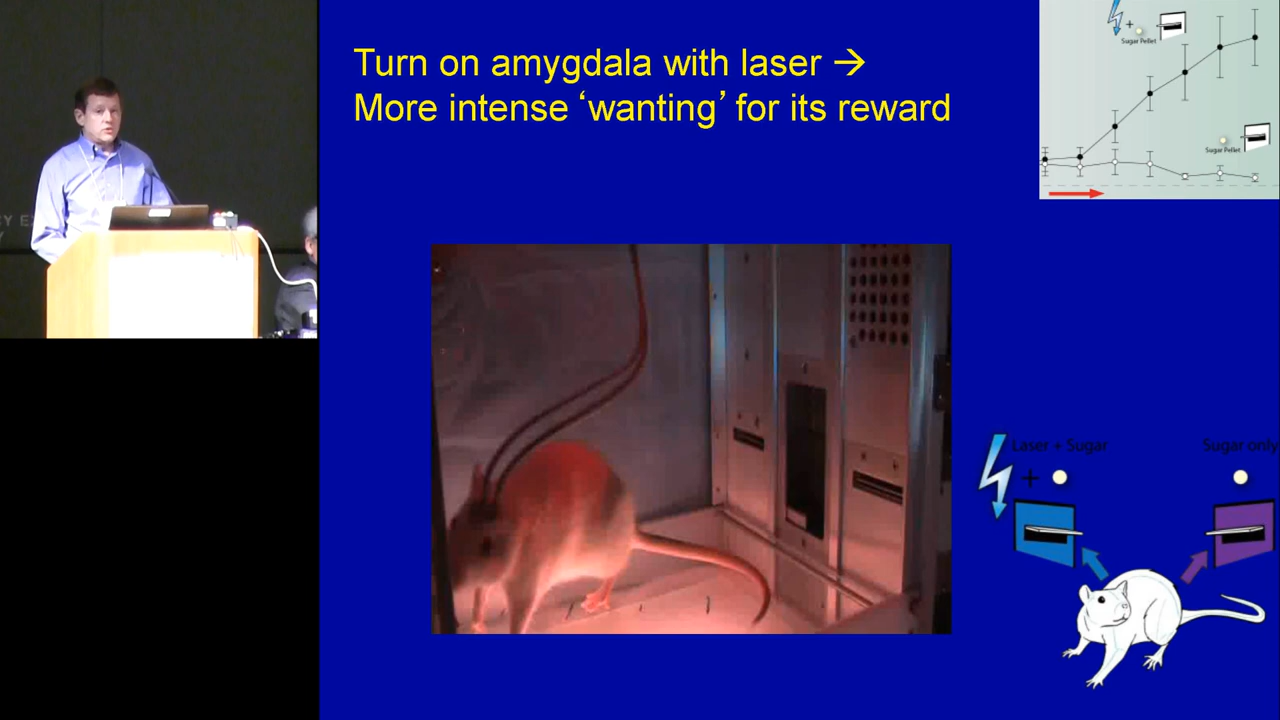 Turn on amygdala with laser →
More intense ‘wanting’ for its reward
+
Sugar Pellet
Sugar Pellet
Laser + Sugar
Sugar only
+